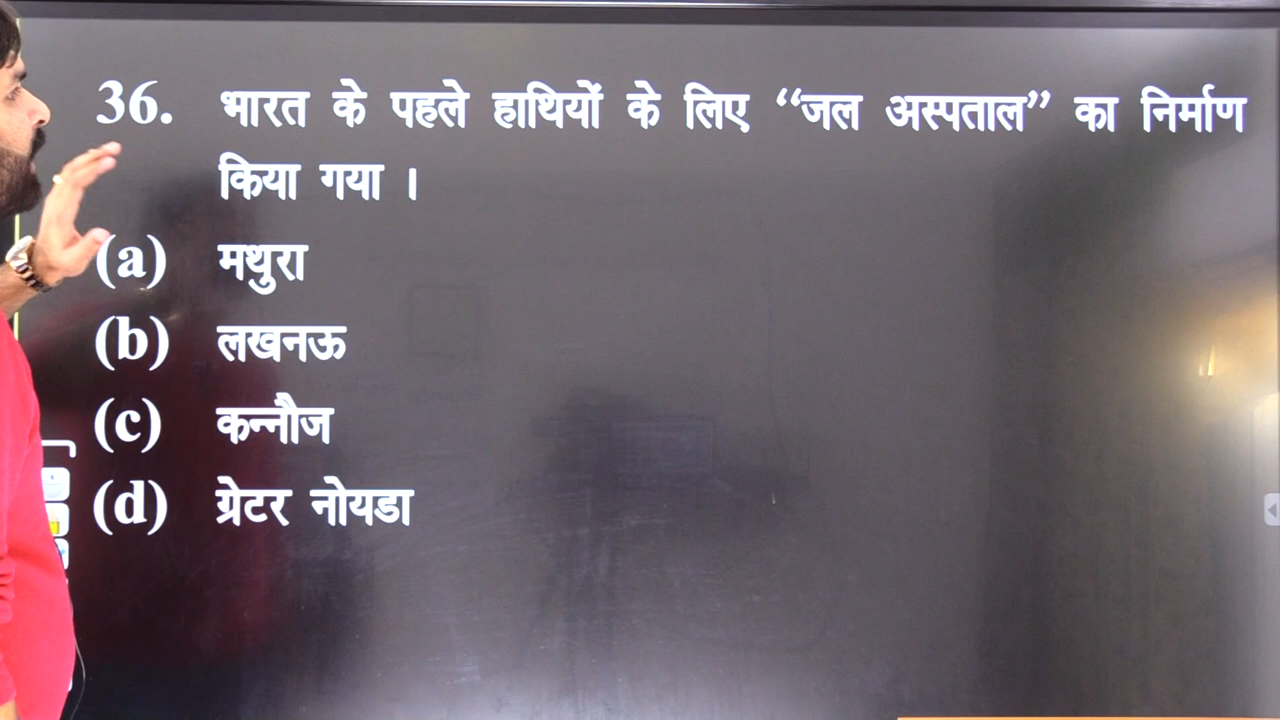 36. भारत के पहले हाथियों के लिए “जल अस्पताल” का निर्माण
किया गया ।
(a) मथुरा
(b) लखनऊ
(c) कन्नौज
(d) ग्रेटर नोयडा